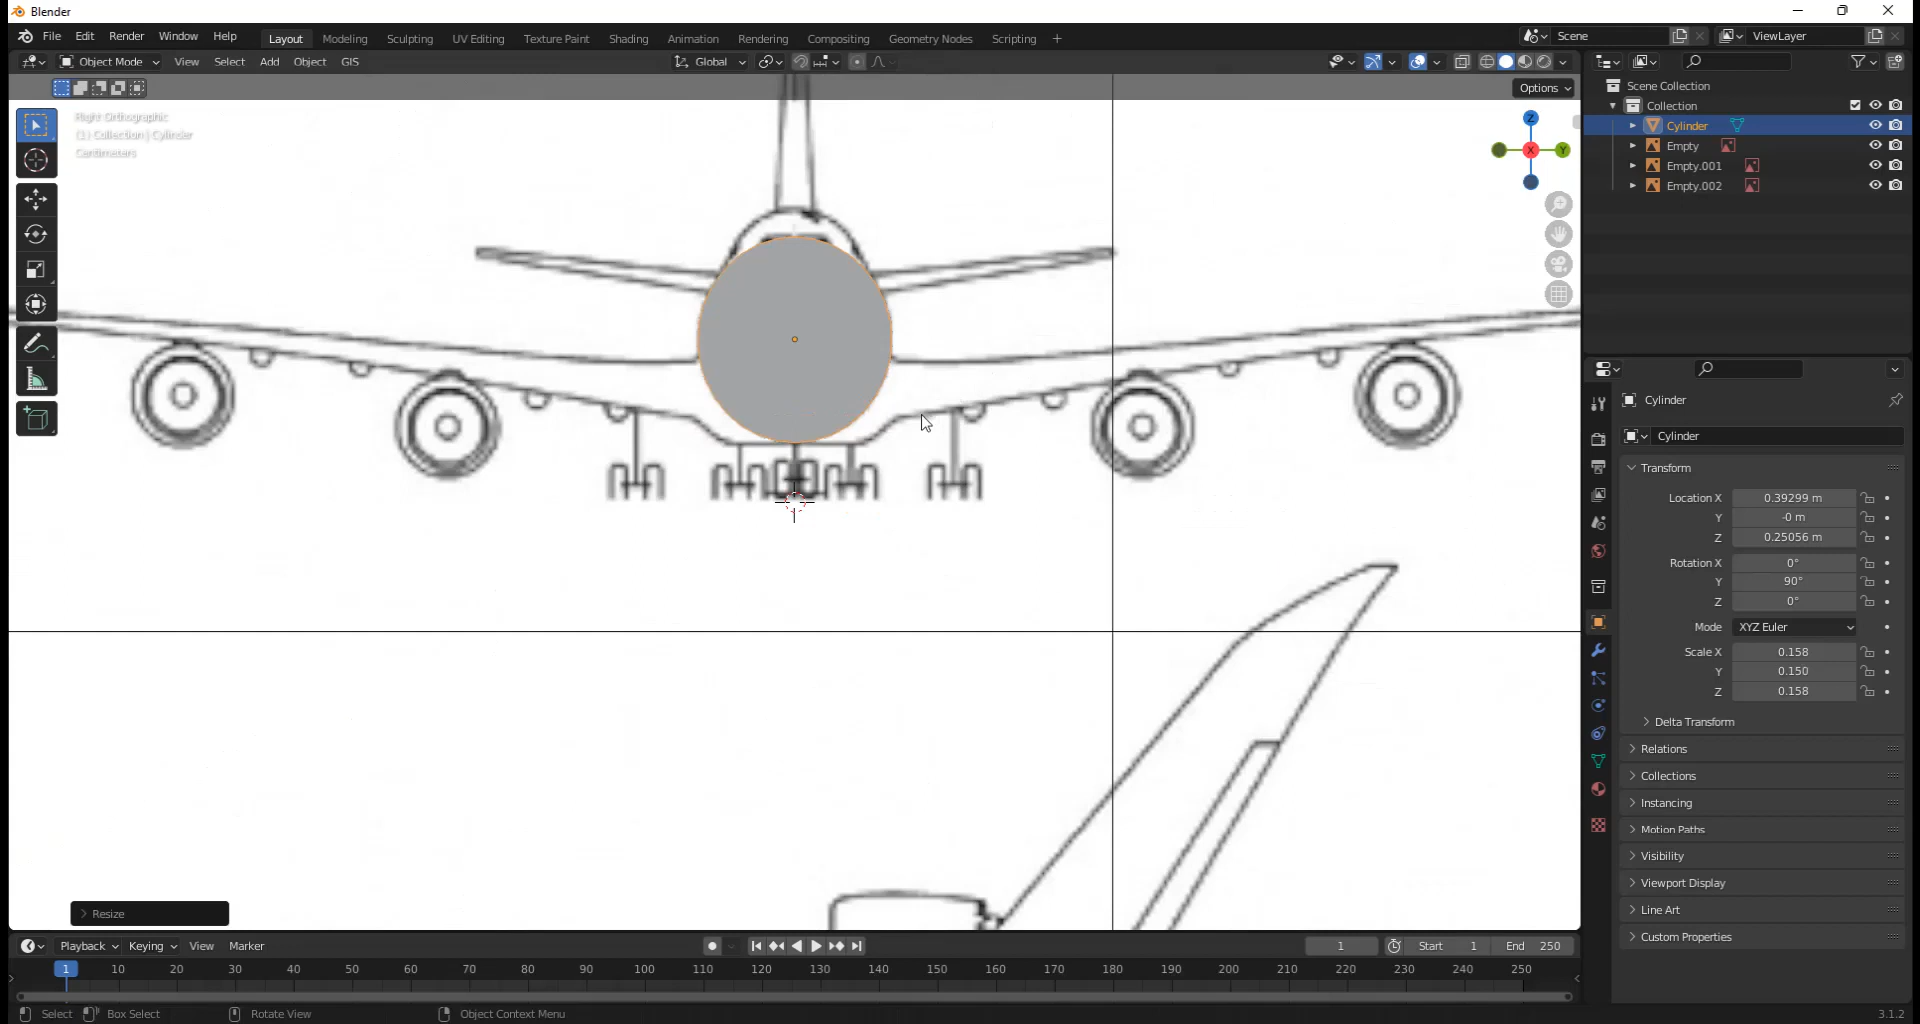 Blender
File Edit Render Window Help Layout Modeling Sculpting UV Editing Texture Paint Shading Animation Rendering Compositing Geometry Nodes Scripting + Scene ViewLayer
Object Mode View Select Add Object GIS Global
Options
Right Orthographic
(1) Collection | Cylinder
Centimeters
Z
X
Y
Scene Collection
Collection
Cylinder
Empty
Empty.001
Empty.002
Cylinder
Cylinder
Transform
Location X 0.39299 m
Y -0 m
Z 0.25056 m
Rotation X 0°
Y 90°
Z 0°
Mode XYZ Euler
Scale X 0.158
Y 0.150
Z 0.158
Delta Transform
Relations
Collections
Instancing
Motion Paths
Visibility
Viewport Display
Line Art
Custom Properties
Resize
Playback Keying View Marker 1 Start 1 End 250
1 10 20 30 40 50 60 70 80 90 100 110 120 130 140 150 160 170 180 190 200 210 220 230 240 250
Select Box Select Rotate View Object Context Menu 3.1.2